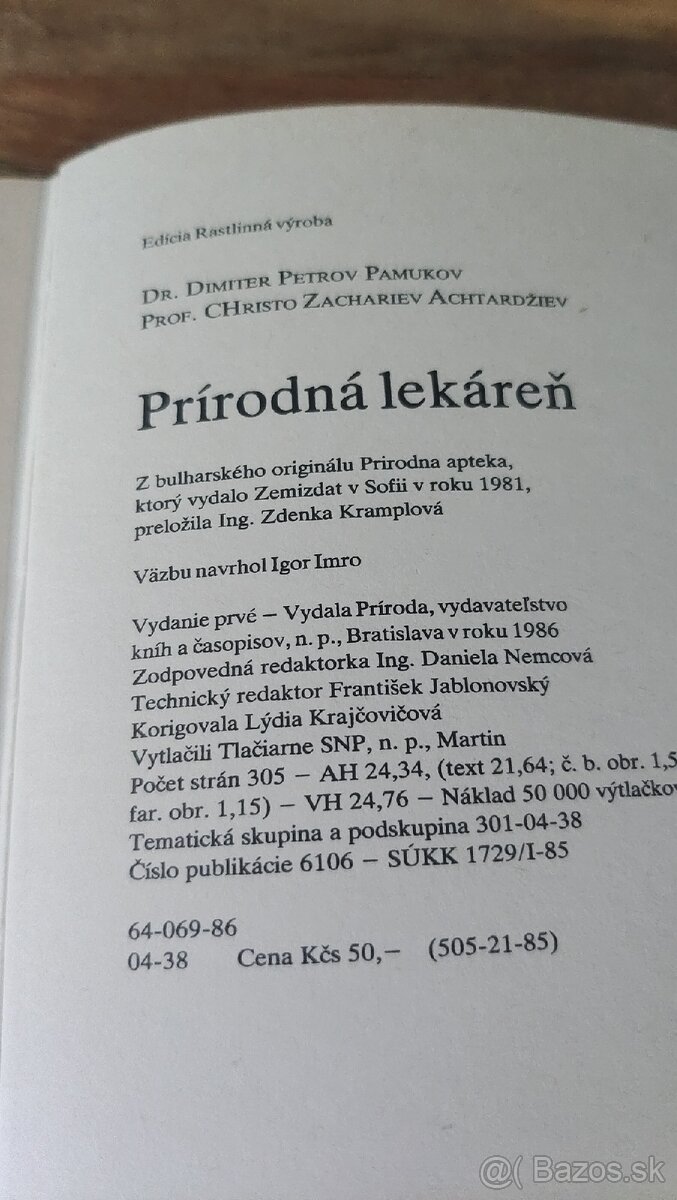 Edícia Rastlinná výroba
DR. DIMITER PETROV PAMUKOV
PROF. CHRISTO ZACHARIEV ACHTARDŽIEV
Prírodná lekáreň
Z bulharského originálu Prirodna apteka,
ktorý vydalo Zemizdat v Sofii v roku 1981,
preložila Ing. Zdenka Kramplová
Väzbu navrhol Igor Imro
Vydanie prvé – Vydala Príroda, vydavateľstvo
kníh a časopisov, n. p., Bratislava v roku 1986
Zodpovedná redaktorka Ing. Daniela Nemcová
Technický redaktor František Jablonovský
Korigovala Lýdia Krajčovičová
Vytlačili Tlačiarne SNP, n. p., Martin
Počet strán 305 – AH 24,34, (text 21,64; č. b. obr. 1,5
far. obr. 1,15) – VH 24,76 – Náklad 50 000 výtlačkov
Tematická skupina a podskupina 301-04-38
Číslo publikácie 6106 – SÚKK 1729/I-85
64-069-86
04-38 Cena Kčs 50,– (505-21-85)
@( Bazos.sk